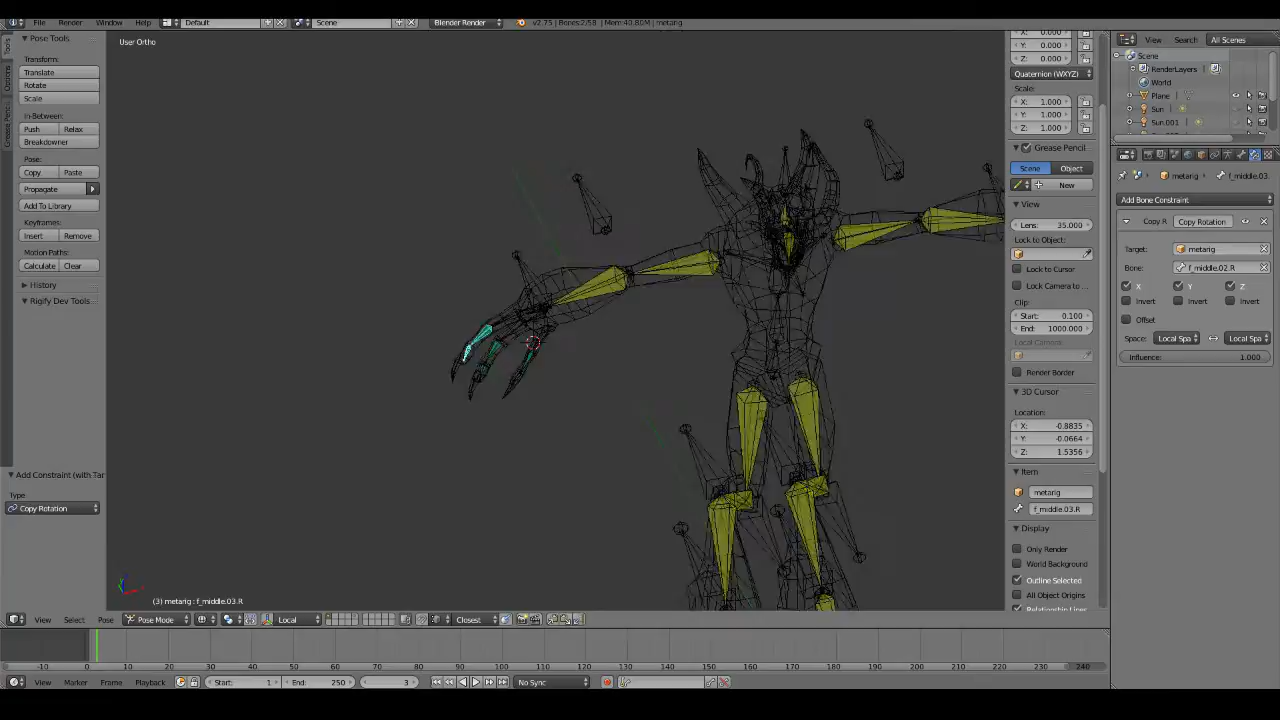 File Render Window Help Default Scene: Scene Blender Render v2.75 | Bones:2/58 | Mem:40.80M | metarig
Pose Tools
Transform:
Translate
Rotate
Scale
In-Between:
Push Relax
Breakdowner
Pose:
Copy Paste
Propagate
Add To Library
Keyframes:
Insert Remove
Motion Paths:
Calculate Clear
History
Rigify Dev Tools
Add Constraint (with Tar
Type
Copy Rotation
Tools
Options
Grease Pencil
User Ortho
(3) metarig : f_middle.03.R
X: 0.000
Y: 0.000
Z: 0.000
Quaternion (WXYZ)
Scale:
X: 1.000
Y: 1.000
Z: 1.000
Grease Pencil
Scene Object
New
View
Lens: 35.000
Lock to Object:
Lock to Cursor
Lock Camera to ...
Clip:
Start: 0.100
End: 1000.000
Local Camera:
Render Border
3D Cursor
Location:
X: -0.8835
Y: -0.0664
Z: 1.5356
Item
metarig
f_middle.03.R
Display
Only Render
World Background
Outline Selected
All Object Origins
Relationship Lines
View Search All Scenes
Scene
RenderLayers
World
Plane
Sun
Sun.001
metarig f_middle.03.
Add Bone Constraint
Copy R Copy Rotation
Target: metarig
Bone: f_middle.02.R
X Y Z
Invert Invert Invert
Offset
Space: Local Spa Local Spa
Influence: 1.000
View Select Add Pose Pose Mode Local Closest
-10 0 10 20 30 40 50 60 70 80 90 100 110 120 130 140 150 160 170 180 190 200 210 220 230 240
View Marker Frame Playback Start: 1 End: 250 3 No Sync